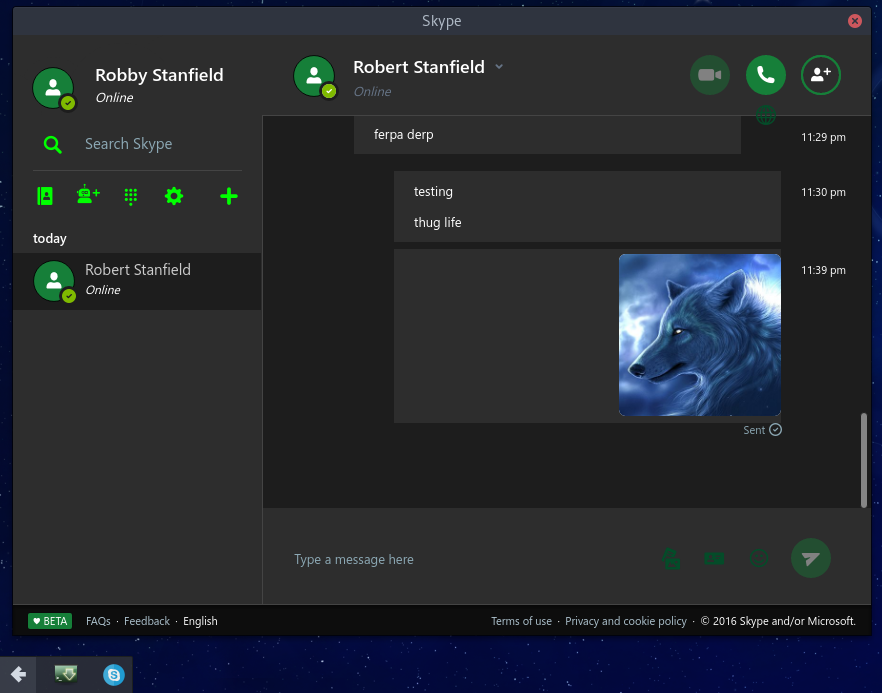 Skype
Robby Stanfield
Online
Search Skype
today
Robert Stanfield
Online
Robert Stanfield
Online
ferpa derp
11:29 pm
testing
11:30 pm
thug life
11:39 pm
Sent
Type a message here
BETA FAQs · Feedback · English
Terms of use · Privacy and cookie policy · © 2016 Skype and/or Microsoft.